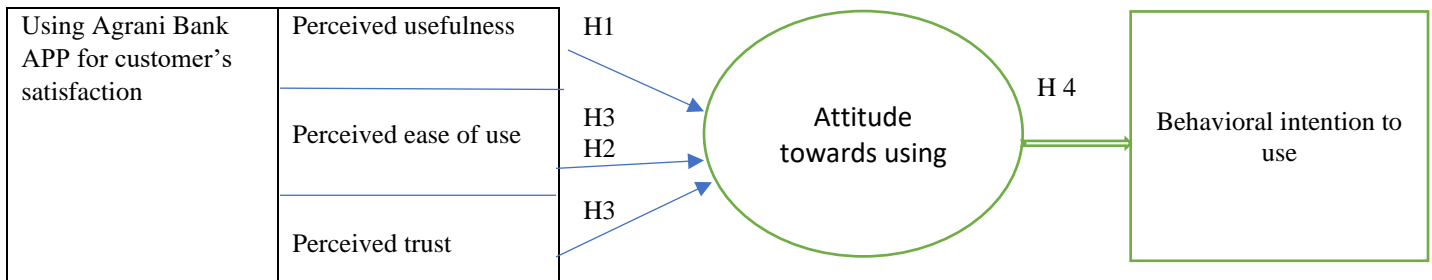 Using Agrani Bank
APP for customer's
satisfaction
Perceived usefulness
Perceived ease of use
Perceived trust
H1
H3
H2
H3
Attitude
towards using
H 4
Behavioral intention to
use